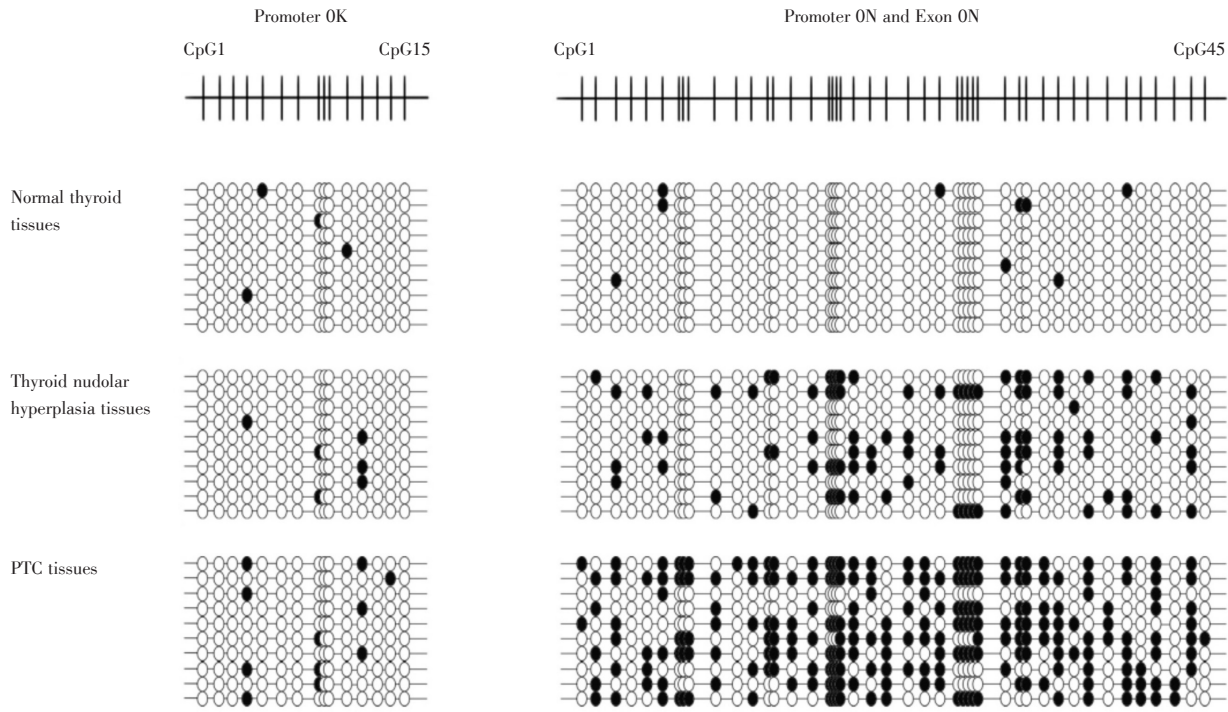 Promoter 0K
Promoter 0N and Exon 0N
CpG1
CpG15
CpG1
CpG45
Normal thyroid
tissues
Thyroid nudolar
hyperplasia tissues
PTC tissues